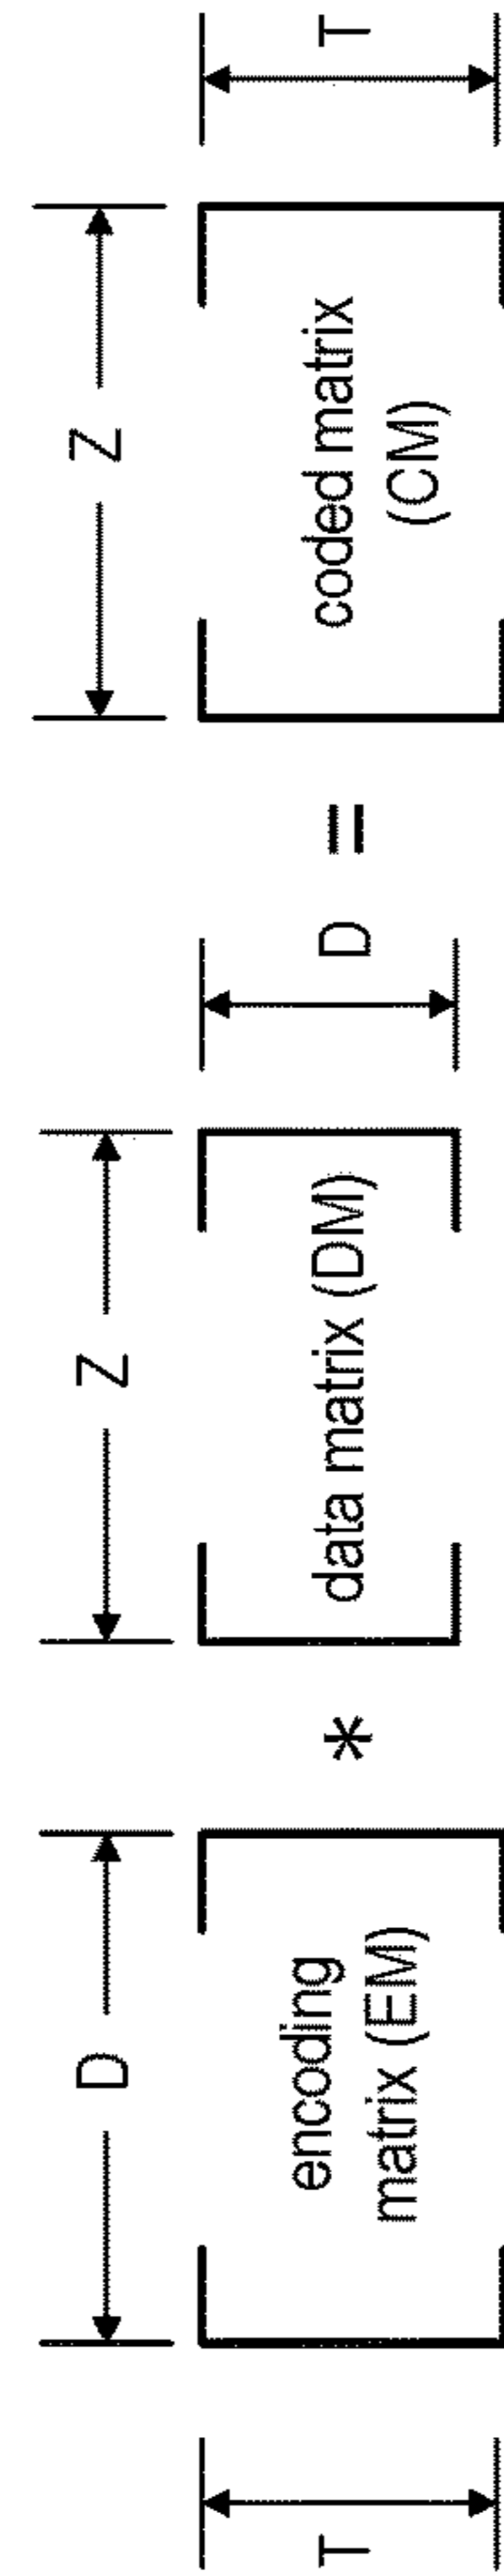 T
D
encoding
matrix (EM)
*
Z
data matrix (DM)
D
=
Z
coded matrix
(CM)
T